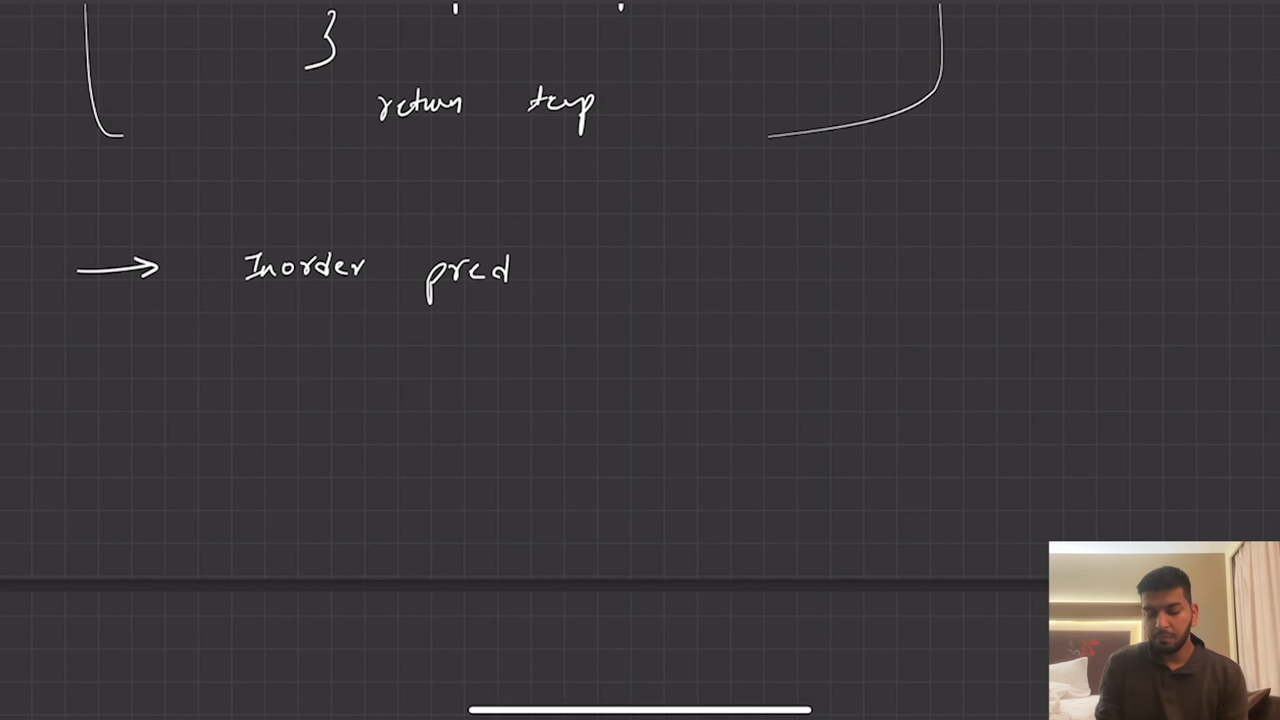 }
return temp
→ Inorder pred